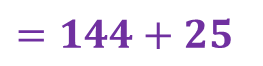 = 144 + 25